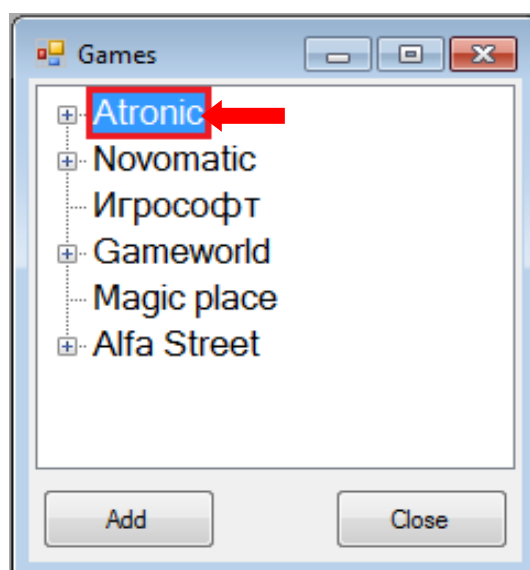 Games
Atronic
Novomatic
Игрософт
Gameworld
Magic place
Alfa Street
Add
Close